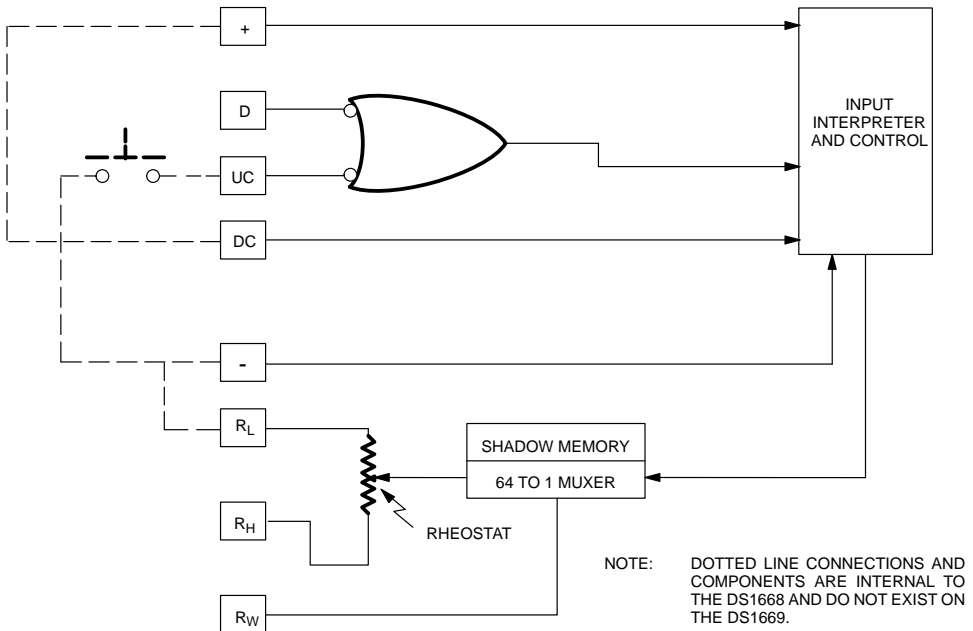 +
D
UC
DC
-
RL
RH
RW
INPUT
INTERPRETER
AND CONTROL
SHADOW MEMORY
64 TO 1 MUXER
RHEOSTAT
NOTE: DOTTED LINE CONNECTIONS AND
COMPONENTS ARE INTERNAL TO
THE DS1668 AND DO NOT EXIST ON
THE DS1669.